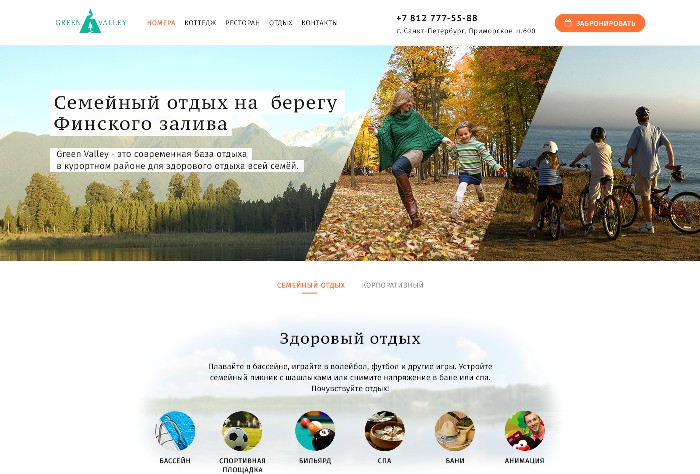 GREEN VALLEY
НОМЕРА КОТТЕДЖ РЕСТОРАН ОТДЫХ КОНТАКТЫ
+7 812 777-55-88
г. Санкт-Петербург, Приморское ш.600
ЗАБРОНИРОВАТЬ
Семейный отдых на берегу
Финского залива
Green Valley - это современная база отдыха
в курортном районе для здорового отдыха всей семёй.
СЕМЕЙНЫЙ ОТДЫХ КОРПОРАТИВНЫЙ
Здоровый отдых
Плавайте в бассейне, играйте в волейбол, футбол и другие игры. Устройте
семейный пикник с шашлыками или снимите напряжение в бане или спа.
Почувствуйте отдых!
БАССЕЙН
СПОРТИВНАЯ
ПЛОЩАДКА
БИЛЬЯРД
СПА
БАНИ
АНИМАЦИЯ